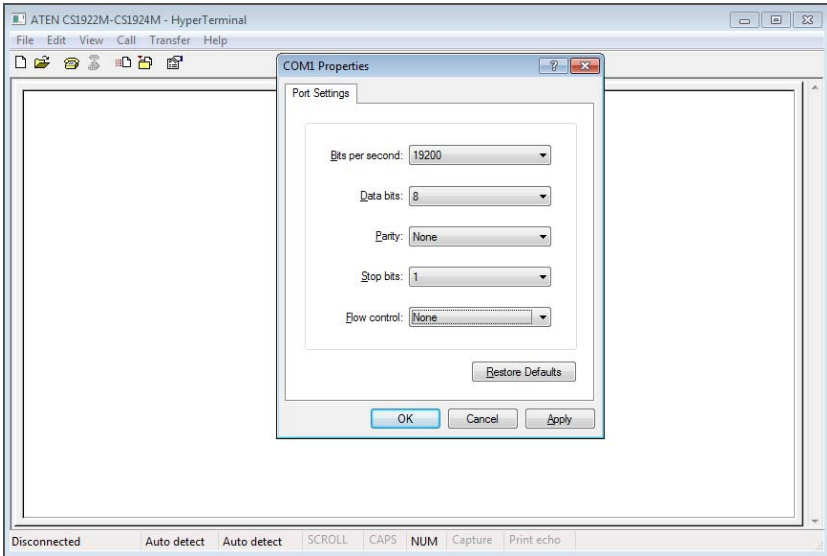 ATEN CS1922M-CS1924M - HyperTerminal
File Edit View Call Transfer Help
COM1 Properties
Port Settings
Bits per second: 19200
Data bits: 8
Parity: None
Stop bits: 1
Flow control: None
Restore Defaults
OK Cancel Apply
Disconnected Auto detect Auto detect SCROLL CAPS NUM Capture Print echo